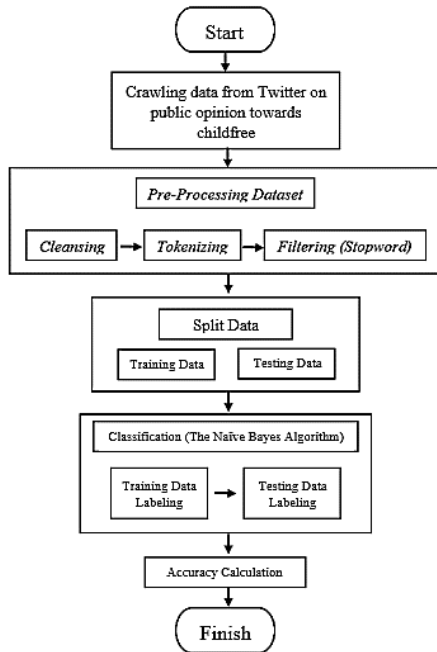 Start
Crawling data from Twitter on
public opinion towards
childfree
Pre-Processing Dataset
Cleansing
Tokenizing
Filtering (Stopword)
Split Data
Training Data
Testing Data
Classification (The Naïve Bayes Algorithm)
Training Data
Labeling
Testing Data
Labeling
Accuracy Calculation
Finish